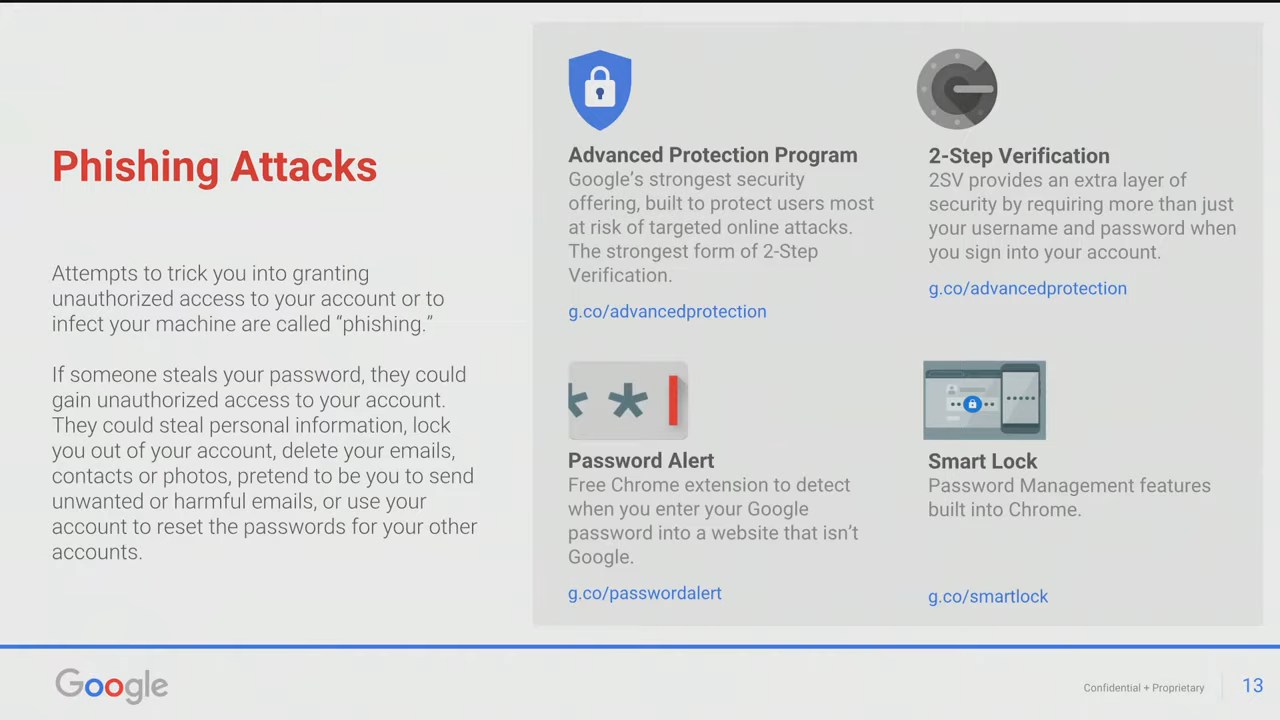 Phishing Attacks
Attempts to trick you into granting
unauthorized access to your account or to
infect your machine are called “phishing.”
If someone steals your password, they could
gain unauthorized access to your account.
They could steal personal information, lock
you out of your account, delete your emails,
contacts or photos, pretend to be you to send
unwanted or harmful emails, or use your
account to reset the passwords for your other
accounts.
Advanced Protection Program
Google’s strongest security
offering, built to protect users most
at risk of targeted online attacks.
The strongest form of 2-Step
Verification.
g.co/advancedprotection
2-Step Verification
2SV provides an extra layer of
security by requiring more than just
your username and password when
you sign into your account.
g.co/advancedprotection
Password Alert
Free Chrome extension to detect
when you enter your Google
password into a website that isn’t
Google.
g.co/passwordalert
Smart Lock
Password Management features
built into Chrome.
g.co/smartlock
Google
Confidential + Proprietary
13